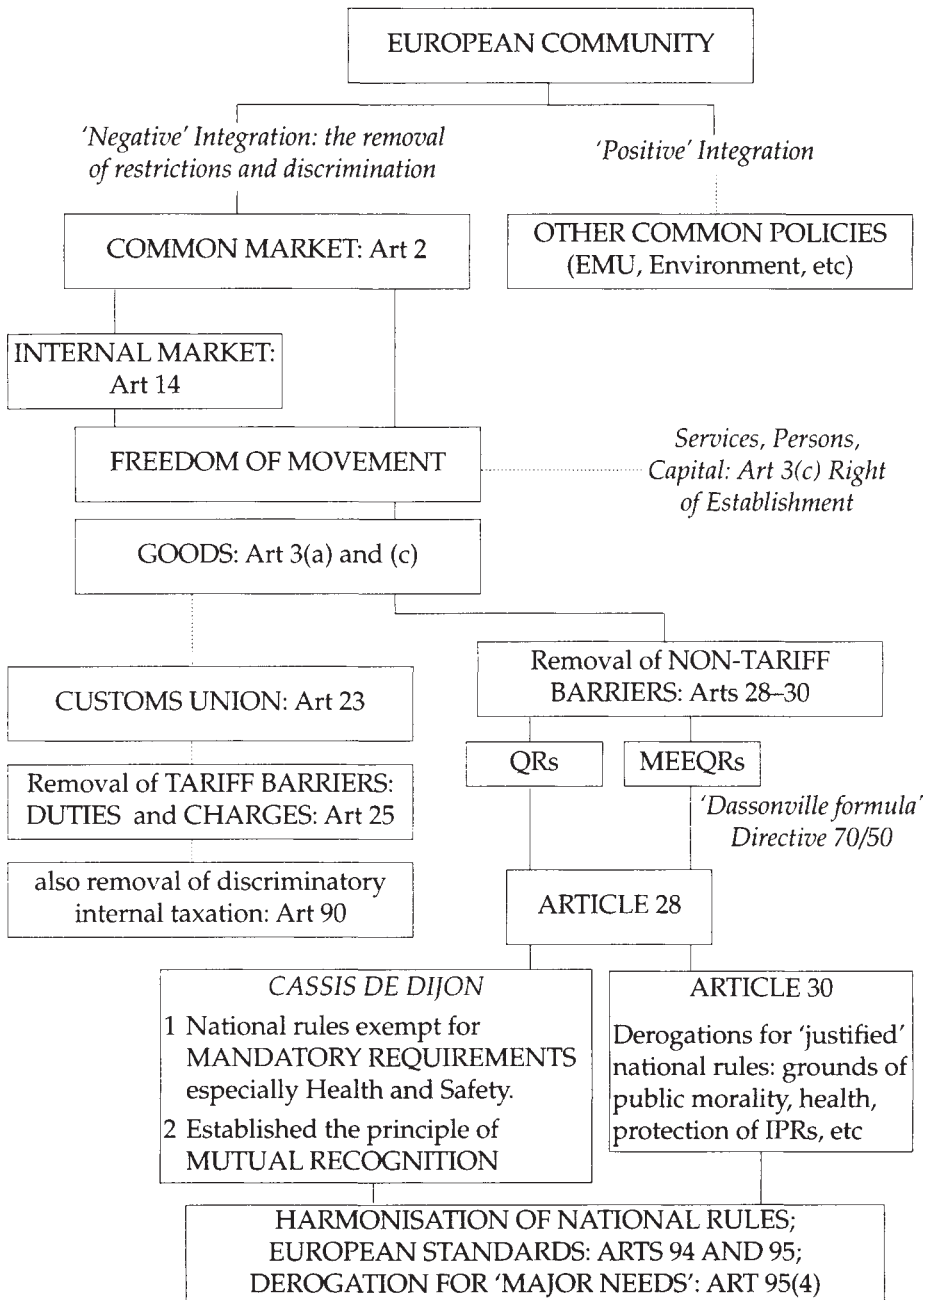 EUROPEAN COMMUNITY
'Negative' Integration: the removal
of restrictions and discrimination
'Positive' Integration
COMMON MARKET: Art 2
OTHER COMMON POLICIES
(EMU, Environment, etc)
INTERNAL MARKET:
Art 14
FREEDOM OF MOVEMENT
Services, Persons,
Capital: Art 3(c) Right
of Establishment
GOODS: Art 3(a) and (c)
Removal of NON-TARIFF
BARRIERS: Arts 28–30
CUSTOMS UNION: Art 23
QRs
MEEQRs
Removal of TARIFF BARRIERS:
DUTIES and CHARGES: Art 25
'Dassonville formula'
Directive 70/50
also removal of discriminatory
internal taxation: Art 90
ARTICLE 28
CASSIS DE DIJON
1 National rules exempt for
MANDATORY REQUIREMENTS
especially Health and Safety.
2 Established the principle of
MUTUAL RECOGNITION
ARTICLE 30
Derogations for 'justified'
national rules: grounds of
public morality, health,
protection of IPRs, etc
HARMONISATION OF NATIONAL RULES;
EUROPEAN STANDARDS: ARTS 94 AND 95;
DEROGATION FOR 'MAJOR NEEDS': ART 95(4)